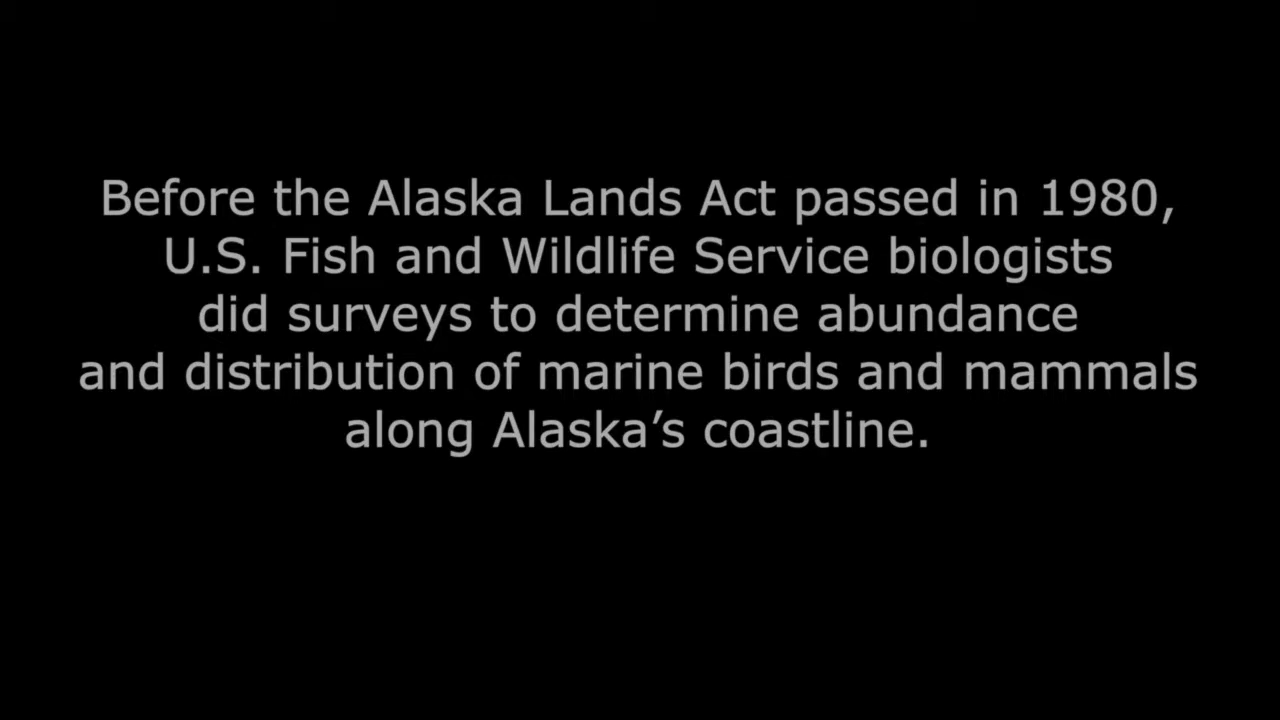 Before the Alaska Lands Act passed in 1980,
U.S. Fish and Wildlife Service biologists
did surveys to determine abundance
and distribution of marine birds and mammals
along Alaska’s coastline.